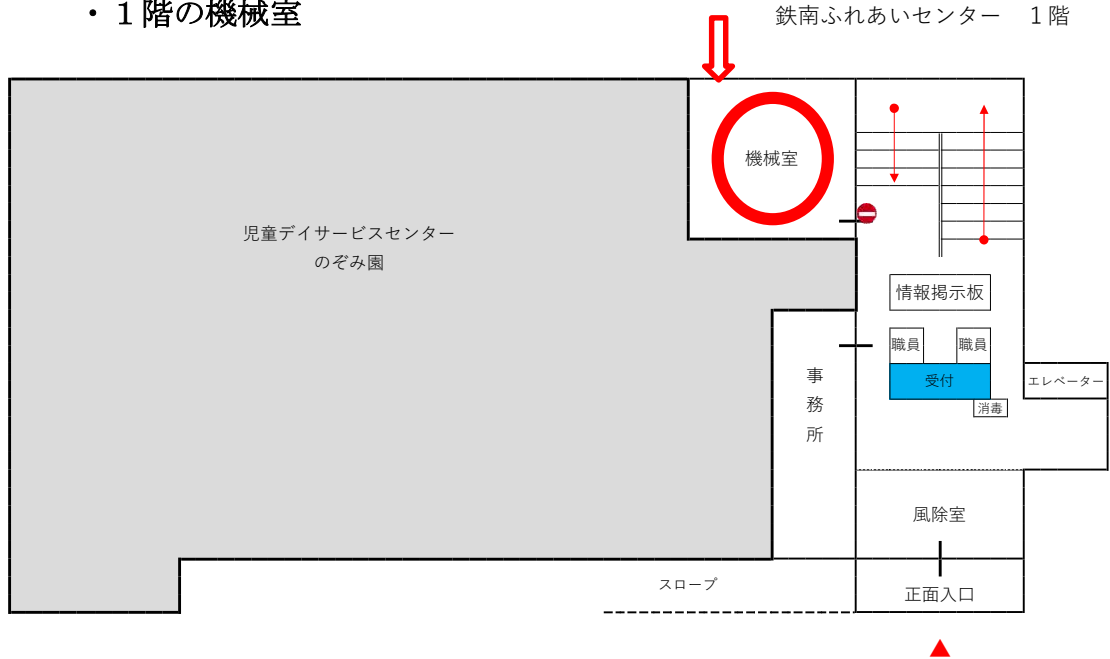 ・１階の機械室
鉄南ふれあいセンター　１階
機械室
児童デイサービスセンター
のぞみ園
情報掲示板
職員
職員
受付
エレベーター
消毒
事
務
所
風除室
スロープ
正面入口